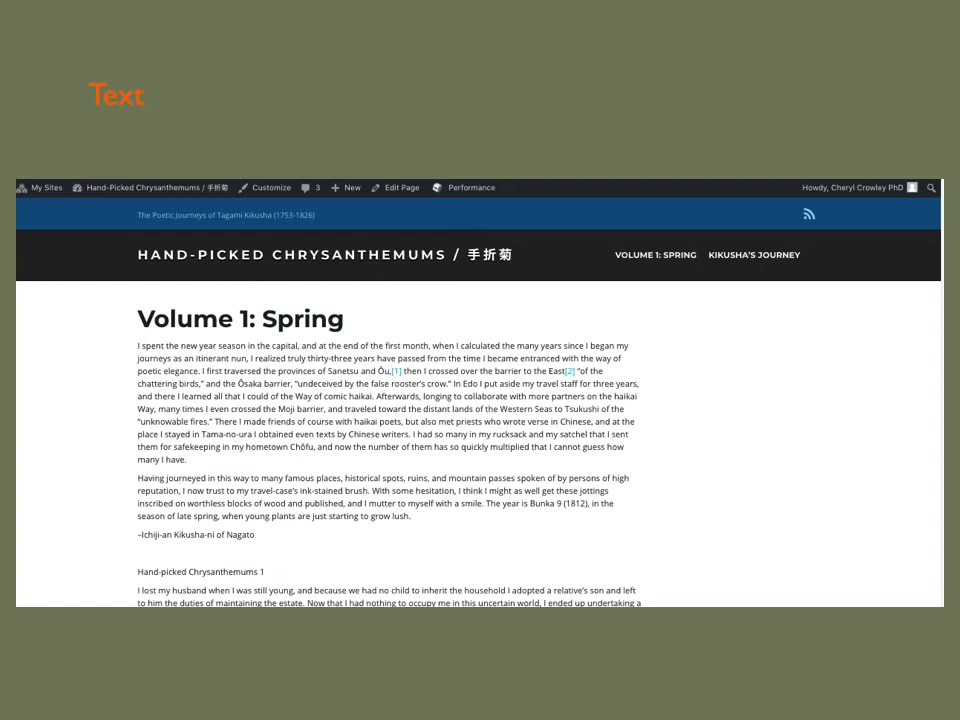 Text
My Sites Hand-Picked Chrysanthemums / 手折菊 Customize 3 New Edit Page Performance Howdy, Cheryl Crowley PhD
The Poetic Journeys of Tagami Kikusha (1753-1826)
HAND-PICKED CHRYSANTHEMUMS / 手折菊 VOLUME 1: SPRING KIKUSHA'S JOURNEY
Volume 1: Spring
I spent the new year season in the capital, and at the end of the first month, when I calculated the many years since I began my
journeys as an itinerant nun, I realized truly thirty-three years have passed from the time I became entranced with the way of
poetic elegance. I first traversed the provinces of Sanetsu and Ôu,[1] then I crossed over the barrier to the East[2] "of the
chattering birds," and the Ôsaka barrier, "undeceived by the false rooster's crow." In Edo I put aside my travel staff for three years,
and there I learned all that I could of the Way of comic haikai. Afterwards, longing to collaborate with more partners on the haikai
Way, many times I even crossed the Moji barrier, and traveled toward the distant lands of the Western Seas to Tsukushi of the
"unknowable fires." There I made friends of course with haikai poets, but also met priests who wrote verse in Chinese, and at the
place I stayed in Tama-no-ura I obtained even texts by Chinese writers. I had so many in my rucksack and my satchel that I sent
them for safekeeping in my hometown Chôfu, and now the number of them has so quickly multiplied that I cannot guess how
many I have.
Having journeyed in this way to many famous places, historical spots, ruins, and mountain passes spoken of by persons of high
reputation, I now trust to my travel-case's ink-stained brush. With some hesitation, I think I might as well get these jottings
inscribed on worthless blocks of wood and published, and I mutter to myself with a smile. The year is Bunka 9 (1812), in the
season of late spring, when young plants are just starting to grow lush.
–Ichiji-an Kikusha-ni of Nagato
Hand-picked Chrysanthemums 1
I lost my husband when I was still young, and because we had no child to inherit the household I adopted a relative's son and left
to him the duties of maintaining the estate. Now that I had nothing to occupy me in this uncertain world, I ended up undertaking a